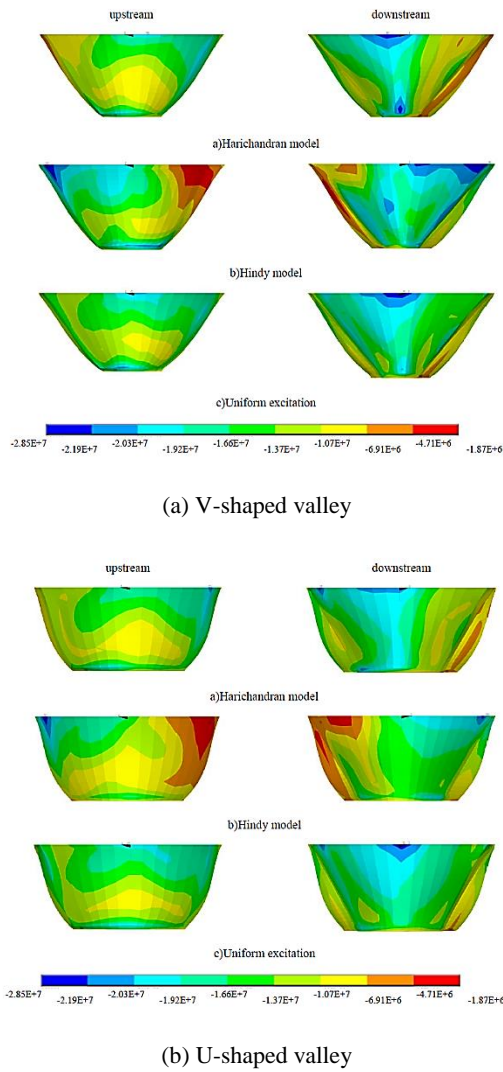 upstream downstream
a)Harichandran model
b)Hindy model
c)Uniform excitation
-2.85E+7 -2.19E+7 -2.03E+7 -1.92E+7 -1.66E+7 -1.37E+7 -1.07E+7 -6.91E+6 -4.71E+6 -1.87E+6
(a) V-shaped valley
upstream downstream
a)Harichandran model
b)Hindy model
c)Uniform excitation
-2.85E+7 -2.19E+7 -2.03E+7 -1.92E+7 -1.66E+7 -1.37E+7 -1.07E+7 -6.91E+6 -4.71E+6 -1.87E+6
(b) U-shaped valley